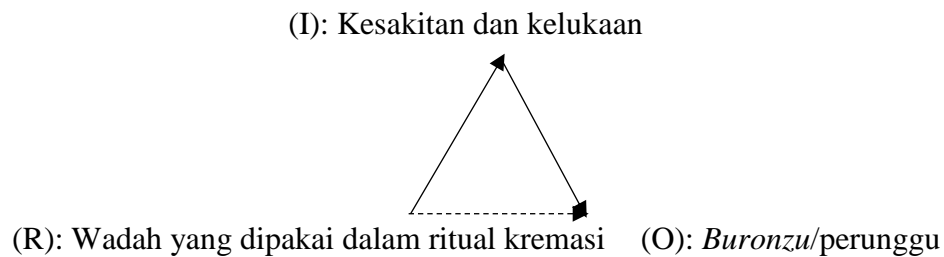 (I): Kesakitan dan kelukaan
(R): Wadah yang dipakai dalam ritual kremasi (O): Buronzu/perunggu